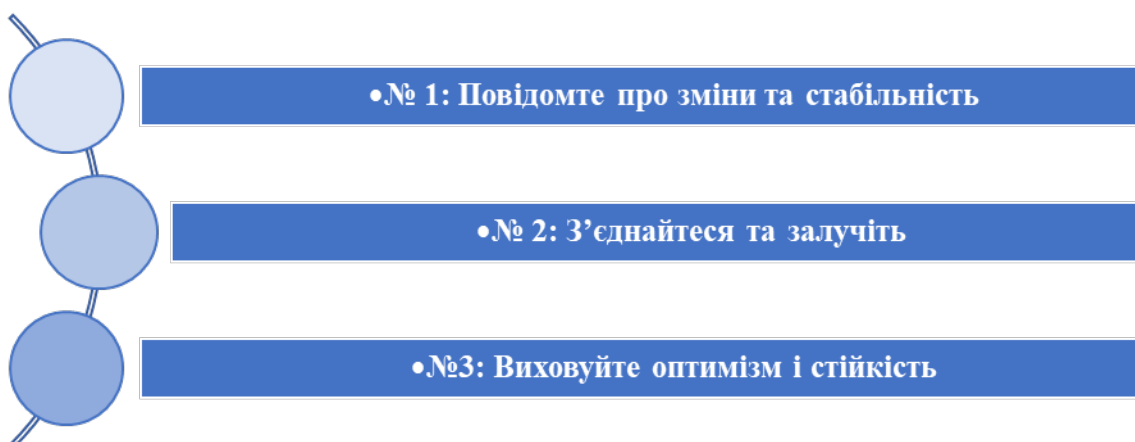 •№ 1: Повідомте про зміни та стабільність
•№ 2: З’єднайтеся та залучіть
•№3: Виховуйте оптимізм і стійкість